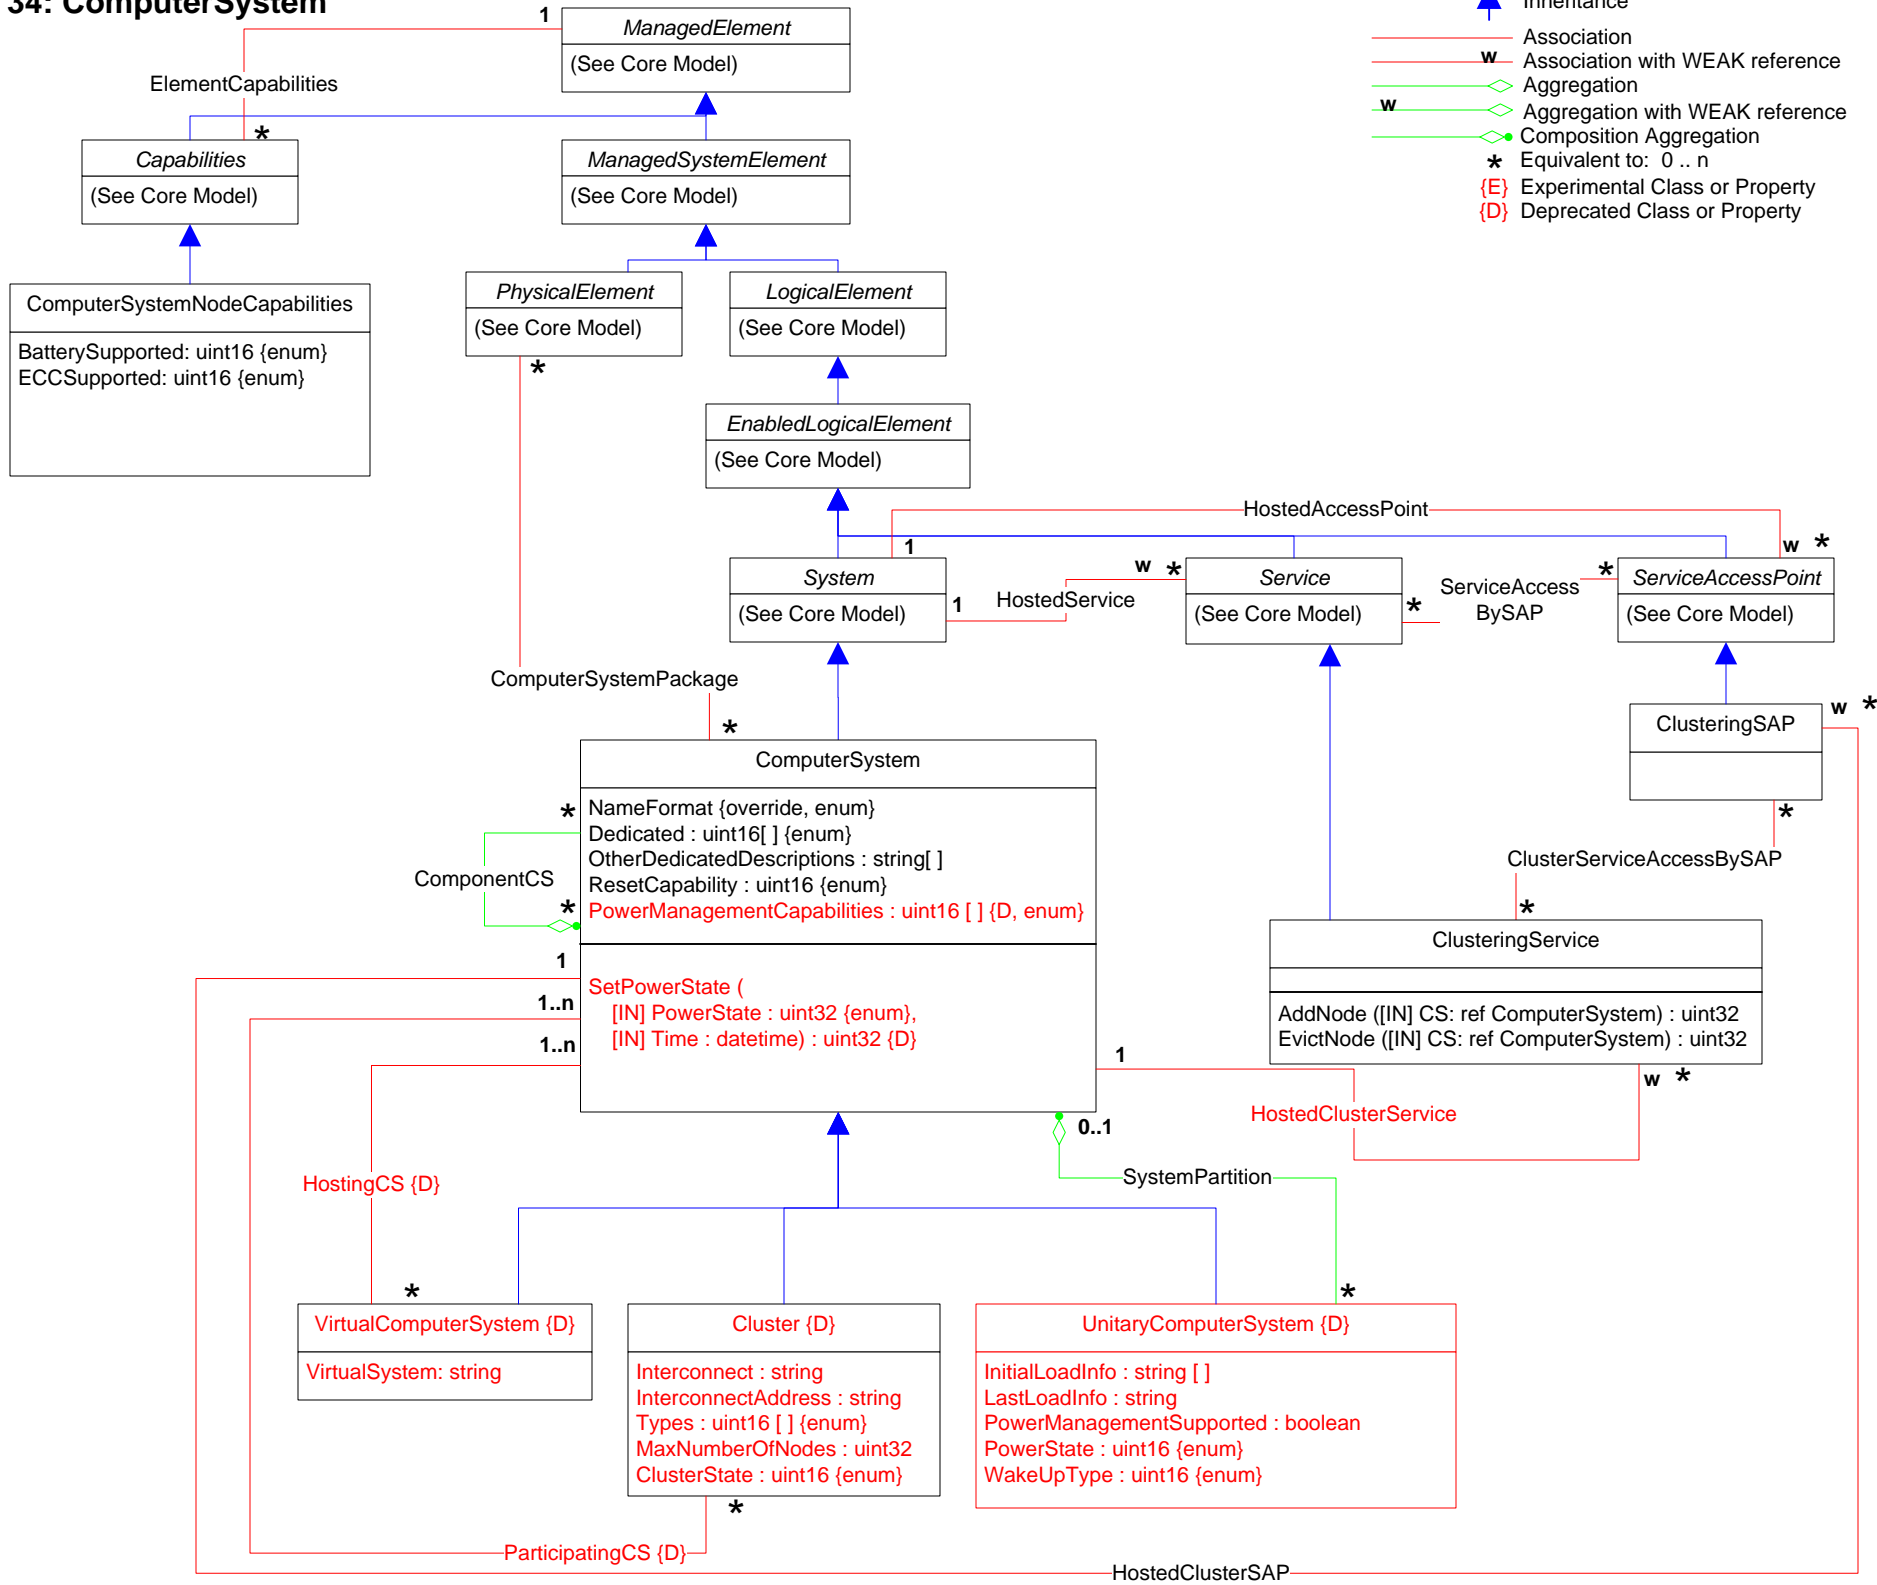 34: ComputerSystem
Inheritance
Association
w
Association with WEAK reference
Aggregation
w
Aggregation with WEAK reference
Composition Aggregation
* Equivalent to: 0 .. n
{E} Experimental Class or Property
{D} Deprecated Class or Property
1
ManagedElement
(See Core Model)
ElementCapabilities
*
Capabilities
(See Core Model)
ManagedSystemElement
(See Core Model)
ComputerSystemNodeCapabilities
BatterySupported: uint16 {enum}
ECCSupported: uint16 {enum}
PhysicalElement
(See Core Model)
*
LogicalElement
(See Core Model)
EnabledLogicalElement
(See Core Model)
HostedAccessPoint
1
w *
System
(See Core Model)
1
HostedService
w *
Service
(See Core Model)
*
ServiceAccess
BySAP
*
ServiceAccessPoint
(See Core Model)
ComputerSystemPackage
*
w *
ClusteringSAP
*
ClusterServiceAccessBySAP
*
ComputerSystem
NameFormat {override, enum}
Dedicated : uint16[ ] {enum}
OtherDedicatedDescriptions : string[ ]
ResetCapability : uint16 {enum}
PowerManagementCapabilities : uint16 [ ] {D, enum}
SetPowerState (
[IN] PowerState : uint32 {enum},
[IN] Time : datetime) : uint32 {D}
*
ComponentCS
*
1
1..n
1..n
ClusteringService
AddNode ([IN] CS: ref ComputerSystem) : uint32
EvictNode ([IN] CS: ref ComputerSystem) : uint32
1
w *
HostedClusterService
0..1
SystemPartition
*
HostingCS {D}
*
VirtualComputerSystem {D}
VirtualSystem: string
Cluster {D}
Interconnect : string
InterconnectAddress : string
Types : uint16 [ ] {enum}
MaxNumberOfNodes : uint32
ClusterState : uint16 {enum}
*
UnitaryComputerSystem {D}
InitialLoadInfo : string [ ]
LastLoadInfo : string
PowerManagementSupported : boolean
PowerState : uint16 {enum}
WakeUpType : uint16 {enum}
ParticipatingCS {D}
HostedClusterSAP